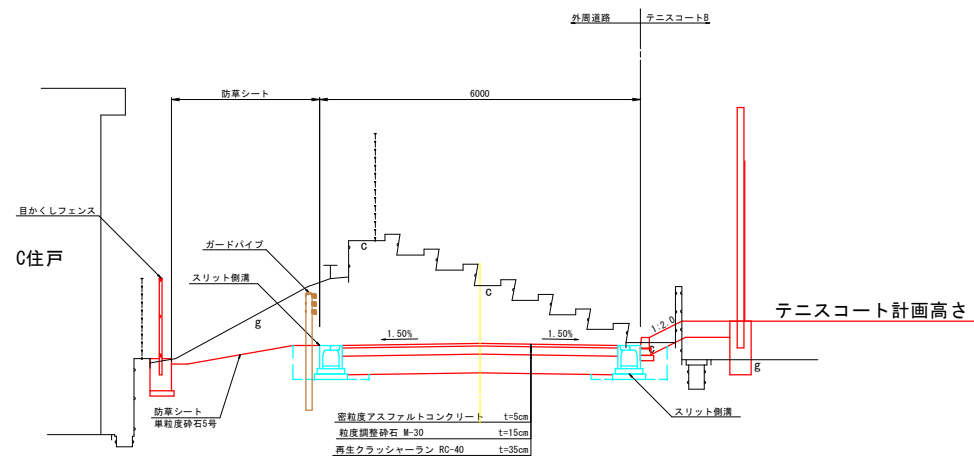 外周道路
テニスコートB
防草シート
6000
目かくしフェンス
ガードパイプ
C住戸
スリット側溝
C
C
g
1.50%
1.50%
1:2.0
C
テニスコート計画高さ
g
防草シート
単粒度砕石5号
密粒度アスファルトコンクリート t=5cm
粒度調整砕石 M-30 t=15cm
再生クラッシャーラン RC-40 t=35cm
スリット側溝